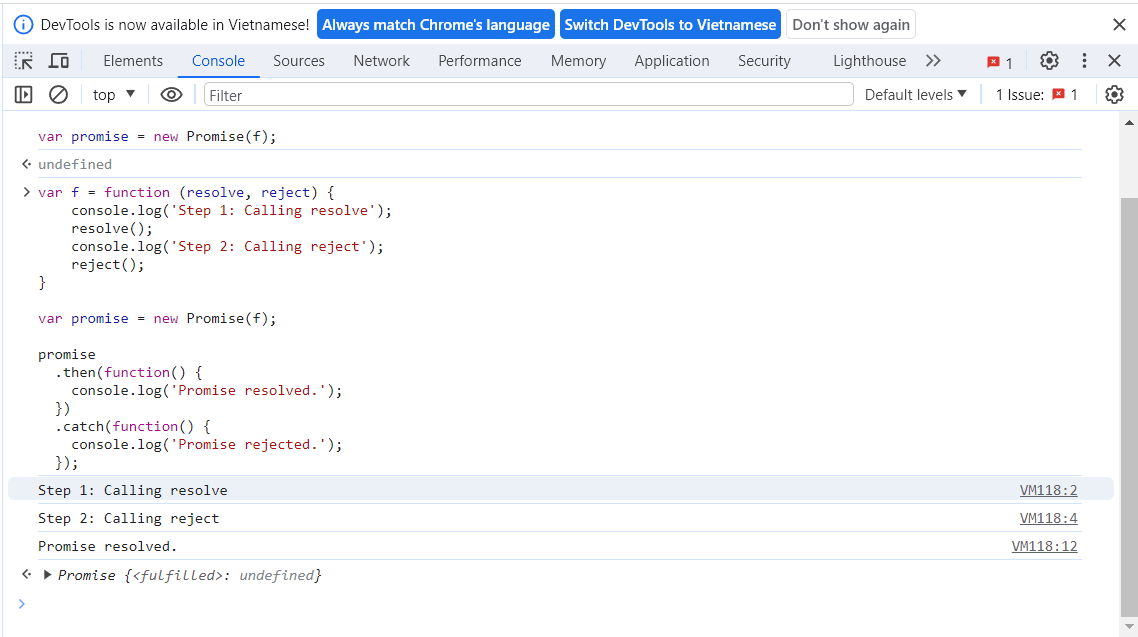 DevTools is now available in Vietnamese! Always match Chrome's language Switch DevTools to Vietnamese Don't show again
Elements Console Sources Network Performance Memory Application Security Lighthouse 1
top Filter Default levels 1 Issue: 1
var promise = new Promise(f);
undefined
var f = function (resolve, reject) {
console.log('Step 1: Calling resolve');
resolve();
console.log('Step 2: Calling reject');
reject();
}
var promise = new Promise(f);
promise
.then(function() {
console.log('Promise resolved.');
})
.catch(function() {
console.log('Promise rejected.');
});
Step 1: Calling resolve VM118:2
Step 2: Calling reject VM118:4
Promise resolved. VM118:12
Promise {<fulfilled>: undefined}